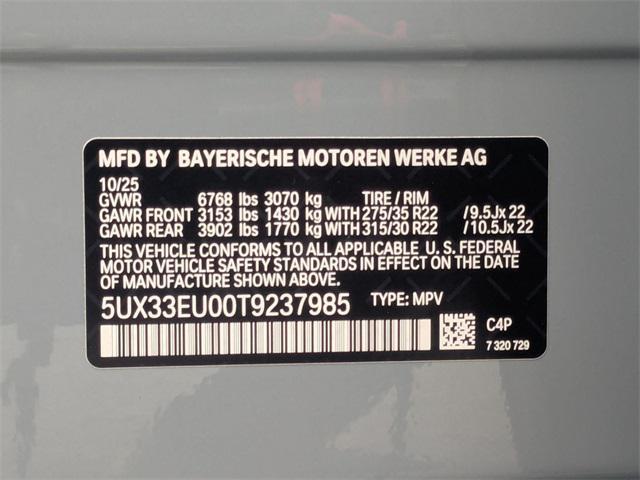 MFD BY BAYERISCHE MOTOREN WERKE AG
10/25
GVWR 6768 lbs 3070 kg TIRE / RIM
GAWR FRONT 3153 lbs 1430 kg WITH 275/35 R22 /9.5Jx 22
GAWR REAR 3902 lbs 1770 kg WITH 315/30 R22 /10.5Jx 22
THIS VEHICLE CONFORMS TO ALL APPLICABLE U. S. FEDERAL
MOTOR VEHICLE SAFETY STANDARDS IN EFFECT ON THE DATE
OF MANUFACTURE SHOWN ABOVE.
5UX33EU00T9237985 TYPE: MPV
C4P
7 320 729